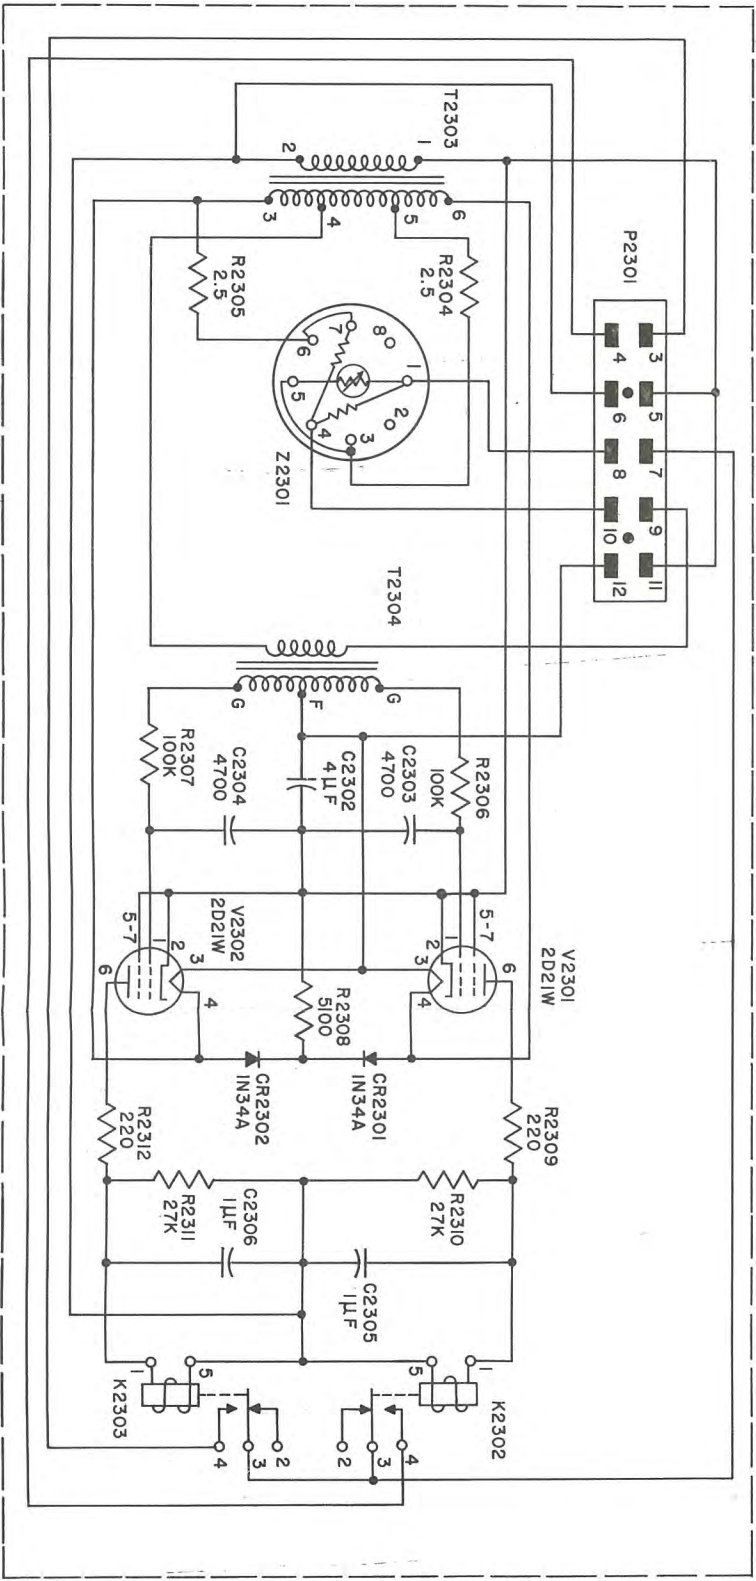 P2301
3
5
7
9
11
4
6
8
10
12
T2303
1
2
6
5
4
3
R2304
2.5
R2305
2.5
8
1
2
7
3
6
5
4
Z2301
T2304
G
F
G
R2306
100K
C2303
4700
C2302
4μF
C2304
4700
R2307
100K
V2301
2D21W
5-7
6
1
2
3
4
V2302
2D21W
3
4
2
1
5-7
6
R2308
5100
CR2301
1N34A
CR2302
1N34A
R2309
220
R2312
220
R2310
27K
R2311
27K
C2305
1μF
C2306
1μF
K2302
1
5
4
3
2
K2303
5
1
2
3
4